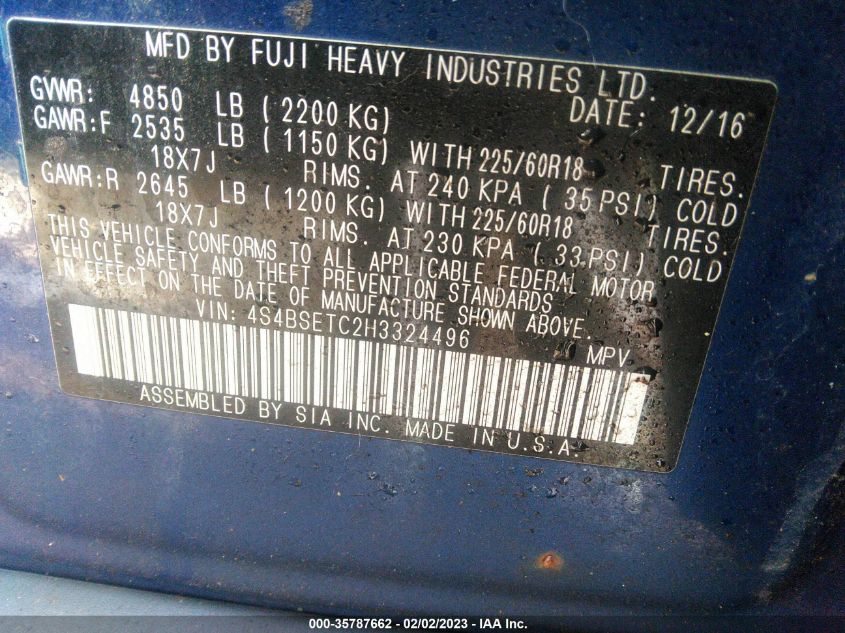 MFD BY FUJI HEAVY INDUSTRIES LTD.
GVWR: 4850 LB ( 2200 KG) DATE: 12/16
GAWR:F 2535 LB ( 1150 KG) WITH 225/60R18 TIRES.
18X7J RIMS. AT 240 KPA ( 35 PSI) COLD
GAWR:R 2645 LB ( 1200 KG) WITH 225/60R18 TIRES.
18X7J RIMS. AT 230 KPA ( 33 PSI) COLD
THIS VEHICLE CONFORMS TO ALL APPLICABLE FEDERAL MOTOR
VEHICLE SAFETY AND THEFT PREVENTION STANDARDS
IN EFFECT ON THE DATE OF MANUFACTURE SHOWN ABOVE.
VIN: 4S4BSETC2H3324496 MPV
ASSEMBLED BY SIA INC. MADE IN U.S.A.
000-35787662 - 02/02/2023 - IAA Inc.